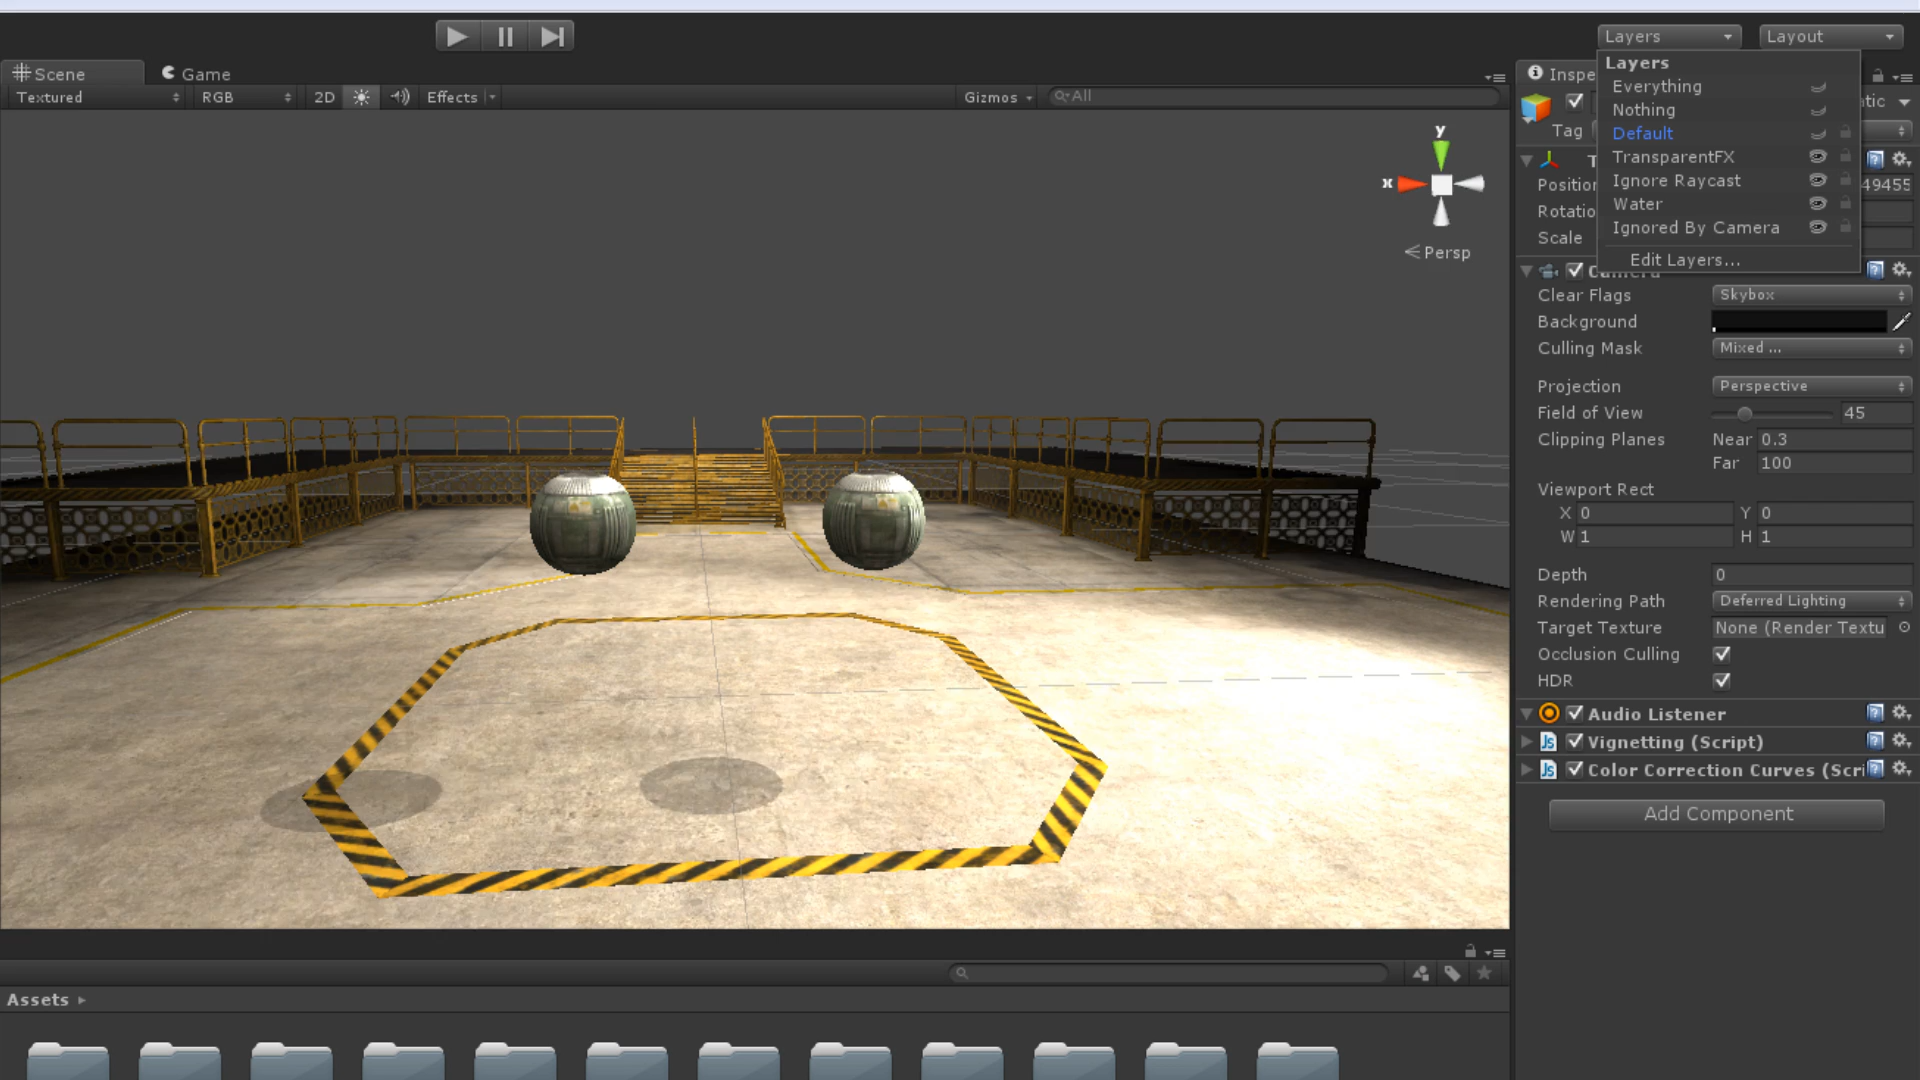 Layers
Layout
Scene
Game
Inspe
Layers
Everything
Nothing
Default
TransparentFX
Ignore Raycast
Water
Ignored By Camera
Edit Layers...
Textured
RGB
2D
Effects
Gizmos
All
tic
Tag
T
Position
49455
Rotatio
Scale
y
x
Persp
Camera
Clear Flags
Skybox
Background
Culling Mask
Mixed ...
Projection
Perspective
Field of View
45
Clipping Planes
Near 0.3
Far 100
Viewport Rect
X 0
Y 0
W 1
H 1
Depth
0
Rendering Path
Deferred Lighting
Target Texture
None (Render Textu
Occlusion Culling
HDR
Audio Listener
Vignetting (Script)
Color Correction Curves (Scri
Add Component
Assets